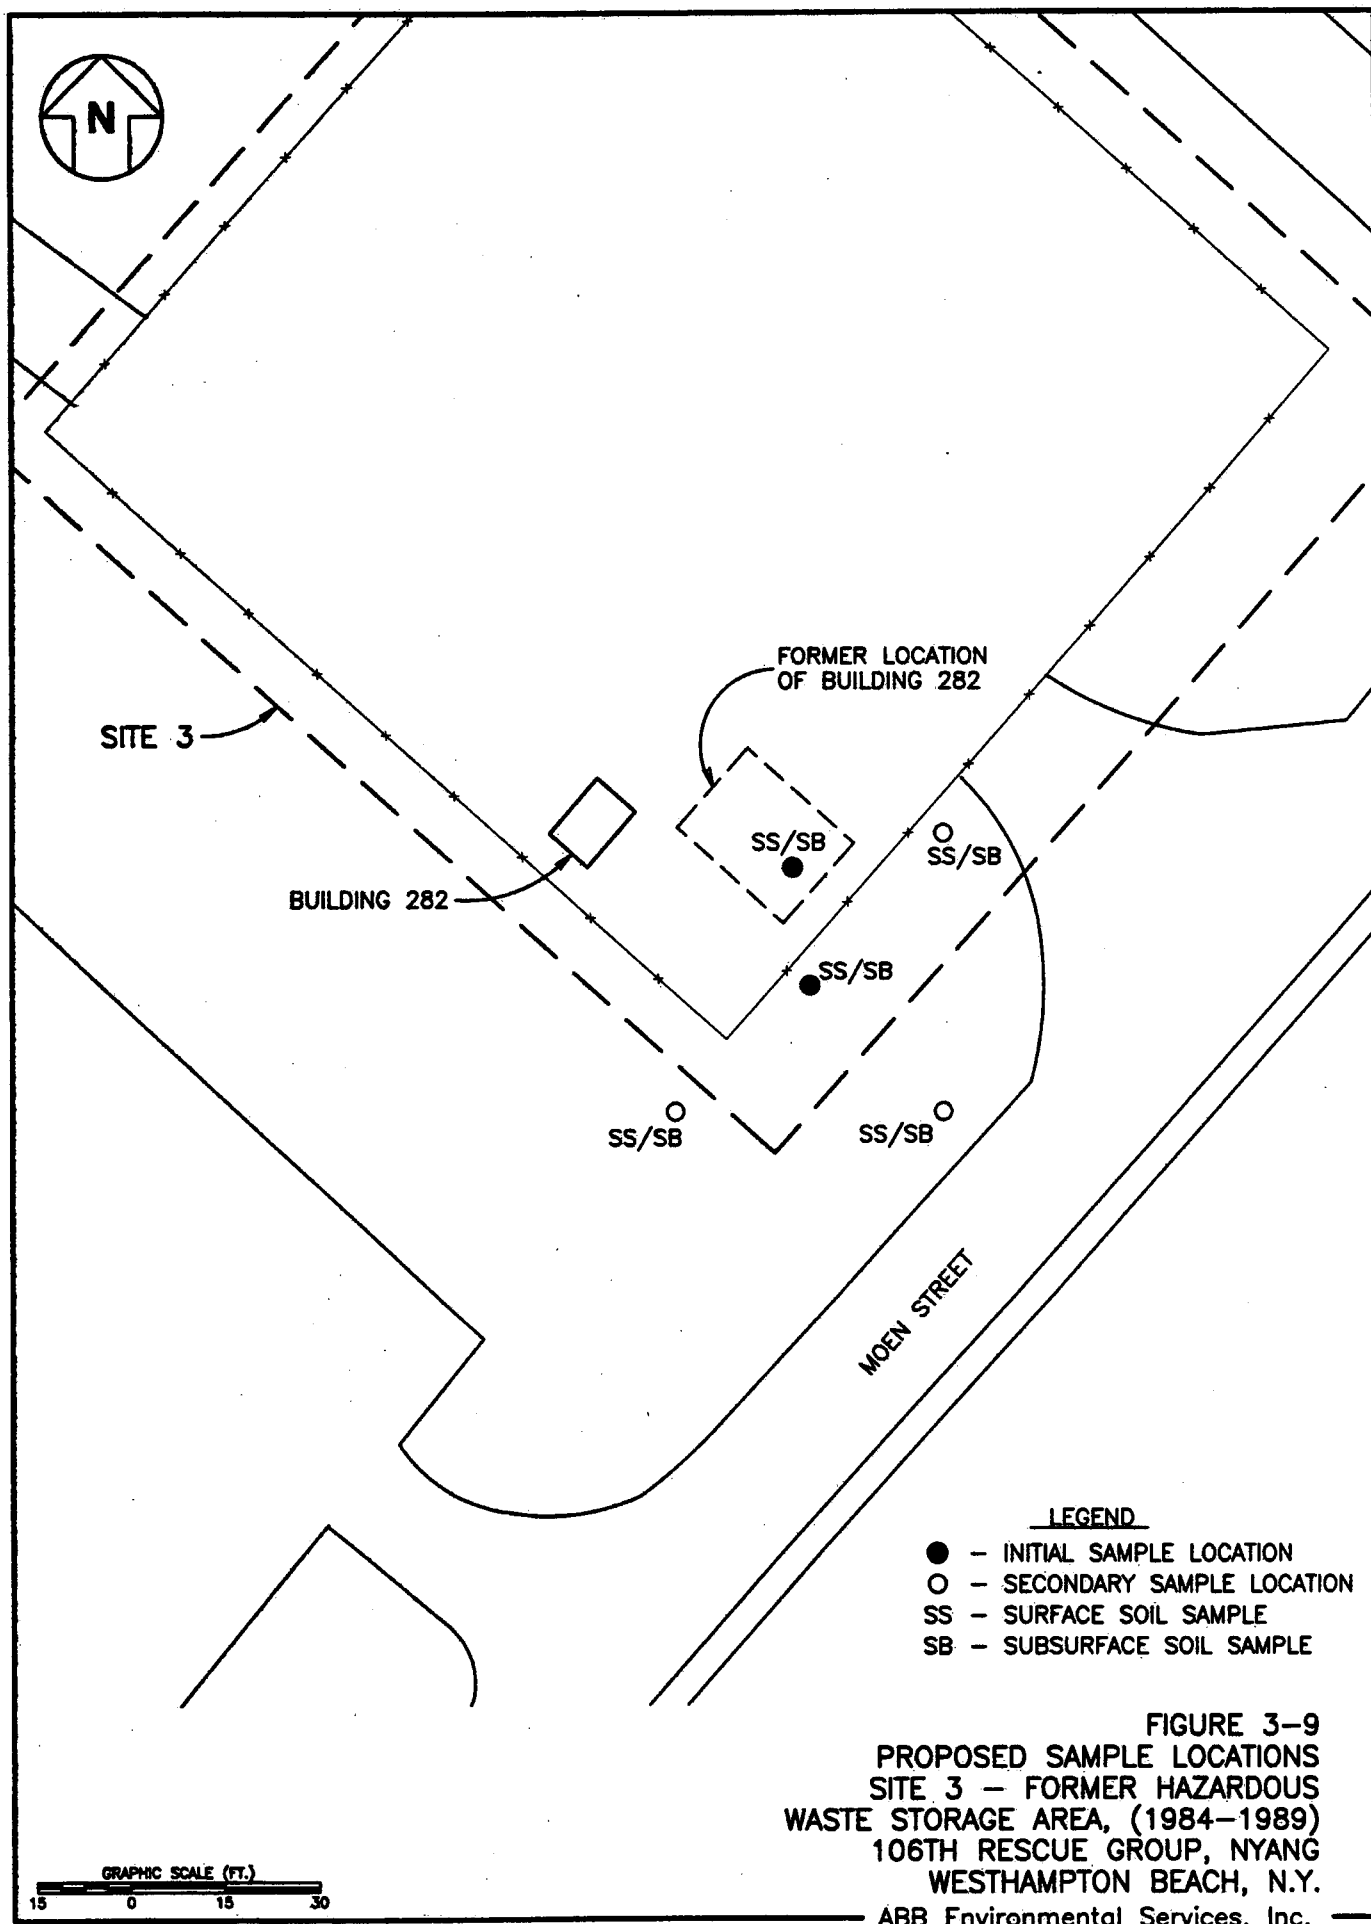 N
FORMER LOCATION
OF BUILDING 282
SITE 3
SS/SB
SS/SB
BUILDING 282
SS/SB
SS/SB
SS/SB
MOEN STREET
LEGEND
● – INITIAL SAMPLE LOCATION
○ – SECONDARY SAMPLE LOCATION
SS – SURFACE SOIL SAMPLE
SB – SUBSURFACE SOIL SAMPLE
FIGURE 3–9
PROPOSED SAMPLE LOCATIONS
SITE 3 – FORMER HAZARDOUS
WASTE STORAGE AREA, (1984–1989)
106TH RESCUE GROUP, NYANG
WESTHAMPTON BEACH, N.Y.
GRAPHIC SCALE (FT.)
15 0 15 30
ABB Environmental Services, Inc.